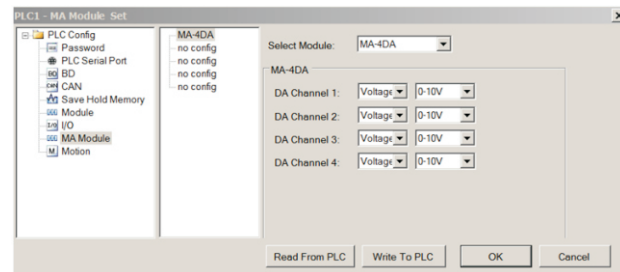 PLC1 - MA Module Set
PLC Config
Password
PLC Serial Port
BD
CAN
Save Hold Memory
Module
I/O
MA Module
Motion
MA-4DA
no config
no config
no config
no config
Select Module: MA-4DA
MA-4DA
DA Channel 1: Voltage 0-10V
DA Channel 2: Voltage 0-10V
DA Channel 3: Voltage 0-10V
DA Channel 4: Voltage 0-10V
Read From PLC Write To PLC OK Cancel